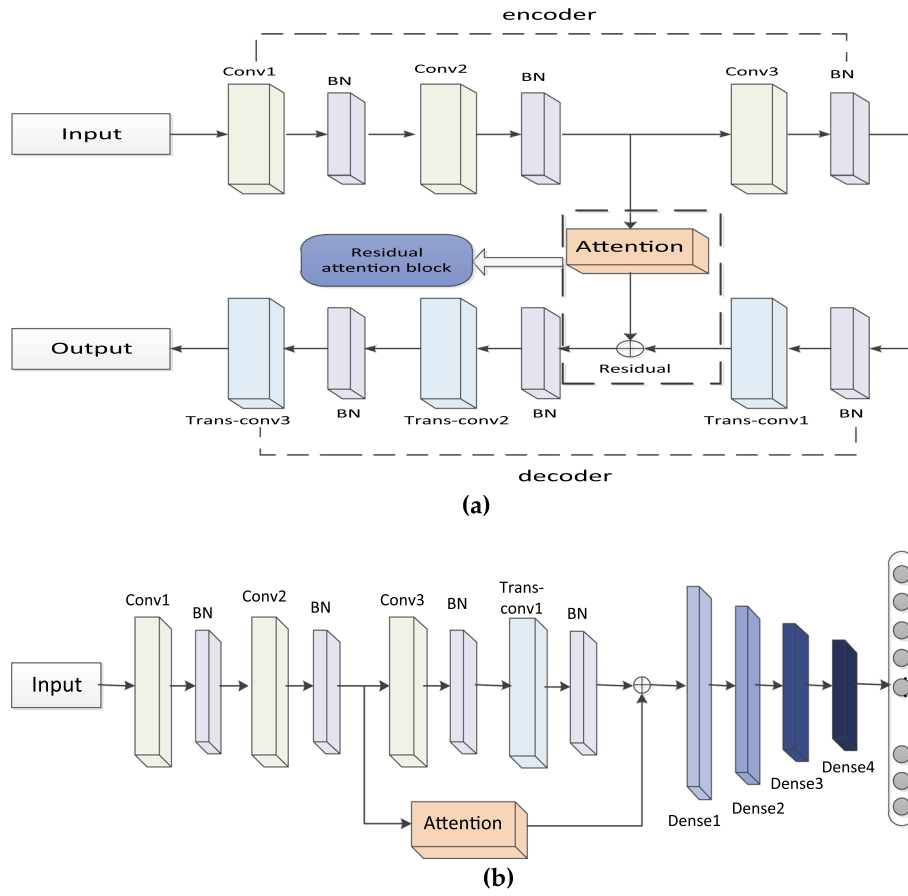 encoder
Conv1
BN
Conv2
BN
Conv3
BN
Input
Attention
Residual
attention block
Output
Residual
Trans-conv3
BN
Trans-conv2
BN
Trans-conv1
BN
decoder
(a)
Conv1
BN
Conv2
BN
Conv3
BN
Trans-
conv1
BN
Input
Attention
Dense1
Dense2
Dense3
Dense4
(b)